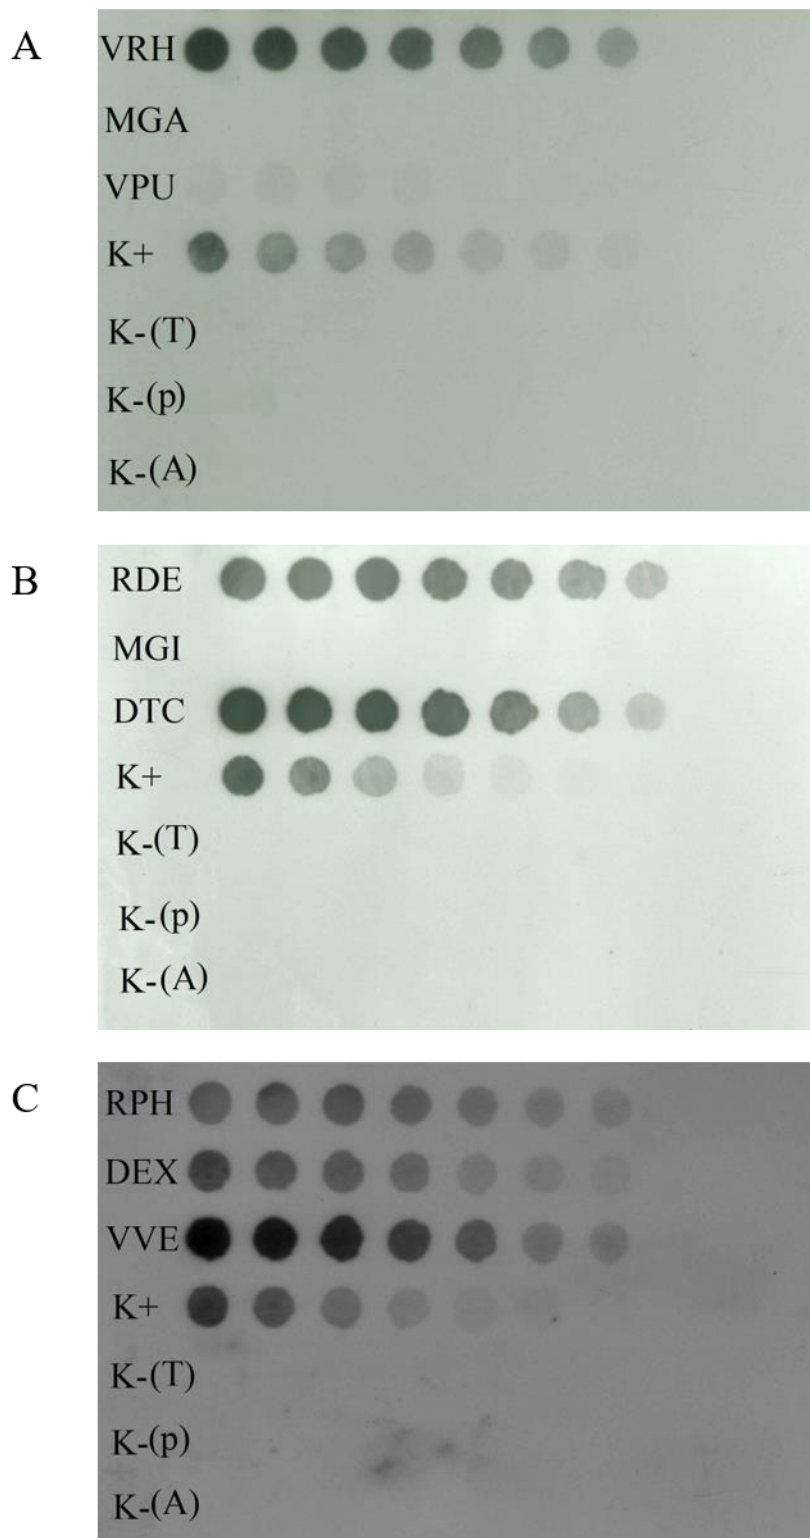 A
VRH
MGA
VPU
K+
K-(T)
K-(p)
K-(A)
B
RDE
MGI
DTC
K+
K-(T)
K-(p)
K-(A)
C
RPH
DEX
VVE
K+
K-(T)
K-(p)
K-(A)